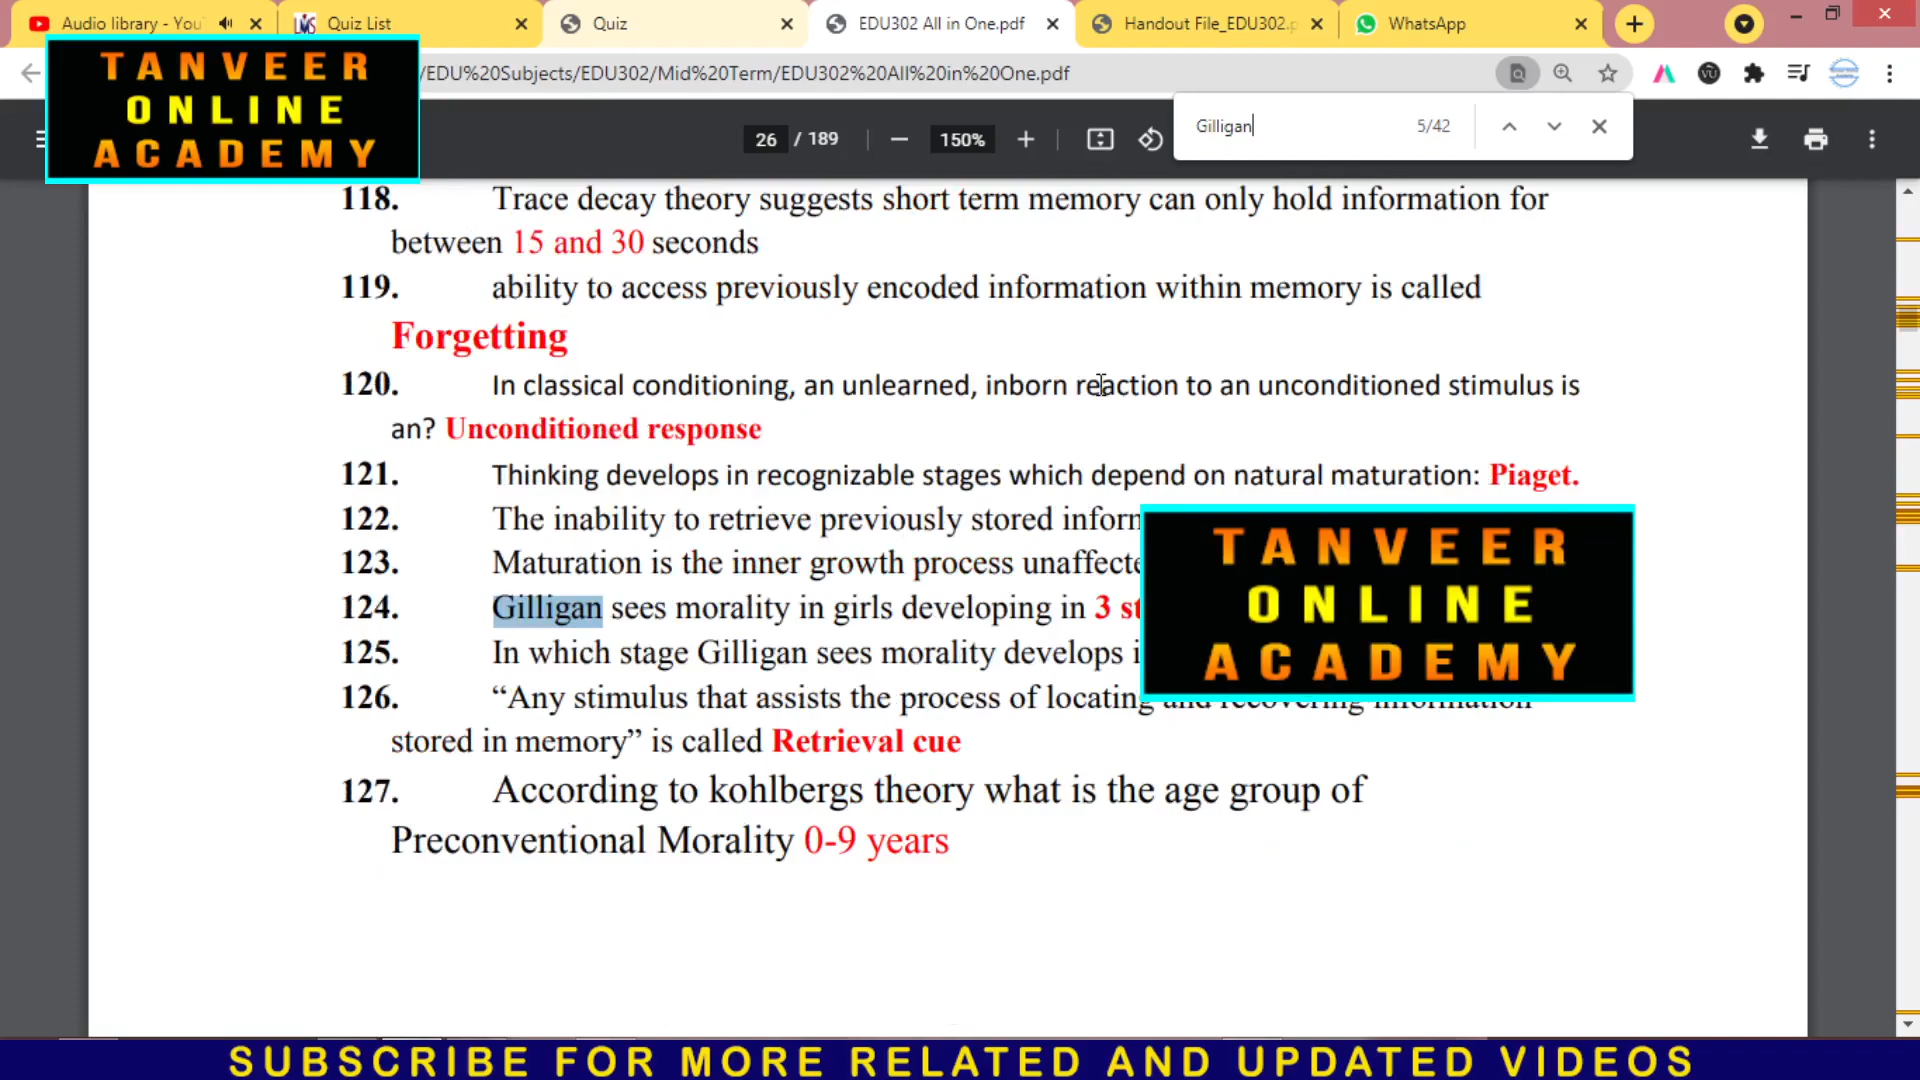 Audio library - You
Quiz List
Quiz
EDU302 All in One.pdf
Handout File_EDU302.p
WhatsApp
/EDU%20Subjects/EDU302/Mid%20Term/EDU302%20All%20in%20One.pdf
TANVEER
ONLINE
ACADEMY
26 / 189
150%
Gilligan
5/42
118. Trace decay theory suggests short term memory can only hold information for
between 15 and 30 seconds
119. ability to access previously encoded information within memory is called
Forgetting
120. In classical conditioning, an unlearned, inborn reaction to an unconditioned stimulus is
an? Unconditioned response
121. Thinking develops in recognizable stages which depend on natural maturation: Piaget.
122. The inability to retrieve previously stored inform
123. Maturation is the inner growth process unaffecte
124. Gilligan sees morality in girls developing in 3 st
125. In which stage Gilligan sees morality develops i
126. “Any stimulus that assists the process of locating and recovering information
stored in memory” is called Retrieval cue
127. According to kohlbergs theory what is the age group of
Preconventional Morality 0-9 years
TANVEER
ONLINE
ACADEMY
SUBSCRIBE FOR MORE RELATED AND UPDATED VIDEOS